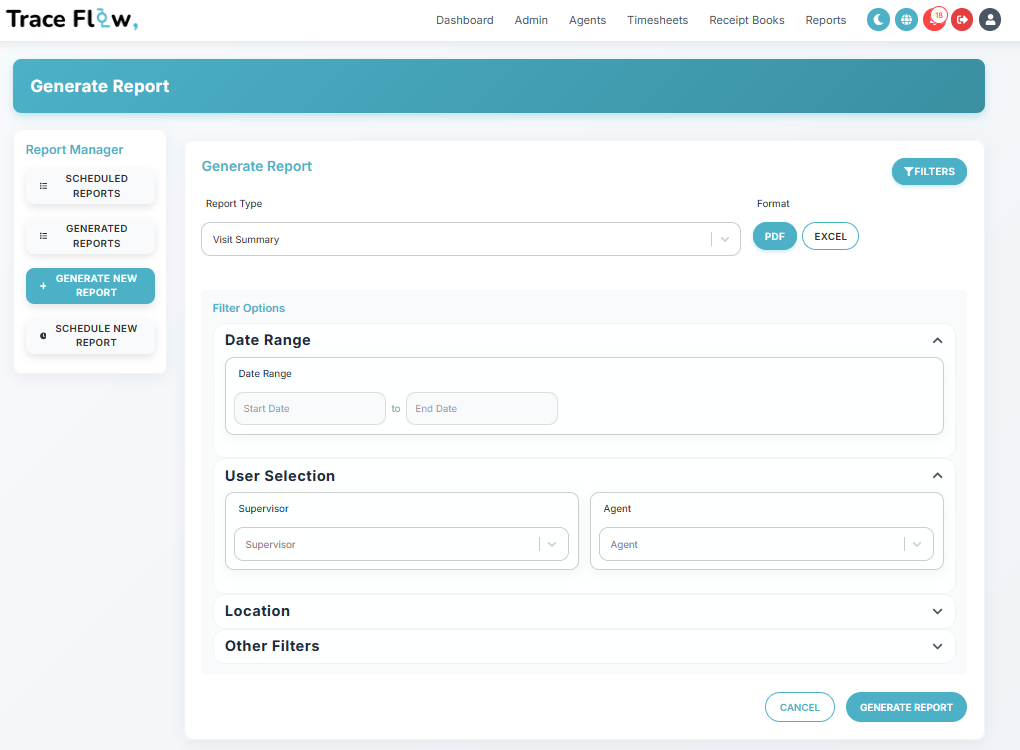 Trace Flow,
Dashboard Admin Agents Timesheets Receipt Books Reports 18
Generate Report
Report Manager
SCHEDULED
REPORTS
GENERATED
REPORTS
GENERATE NEW
REPORT
SCHEDULE NEW
REPORT
Generate Report
FILTERS
Report Type
Format
Visit Summary
PDF
EXCEL
Filter Options
Date Range
Date Range
Start Date to End Date
User Selection
Supervisor
Agent
Supervisor
Agent
Location
Other Filters
CANCEL
GENERATE REPORT